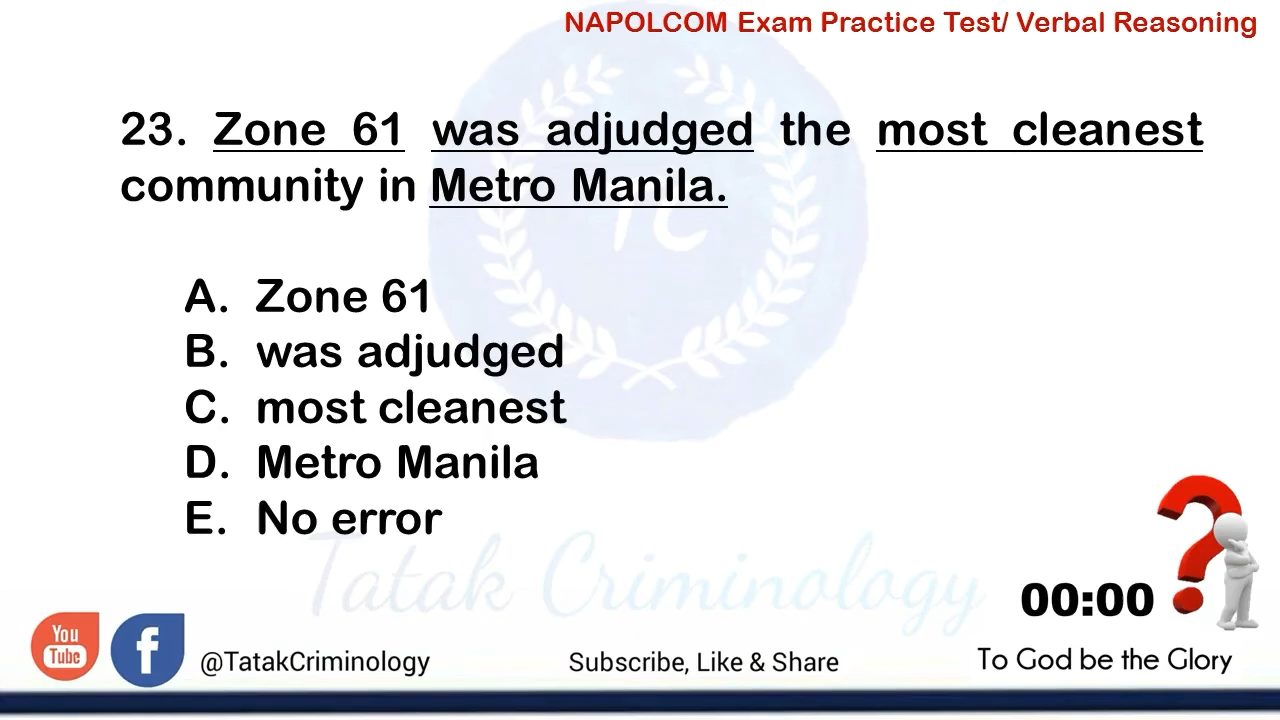 NAPOLCOM Exam Practice Test/ Verbal Reasoning
23. Zone 61 was adjudged the most cleanest
community in Metro Manila.
TC
A. Zone 61
B. was adjudged
C. most cleanest
D. Metro Manila
E. No error
Tatak Criminology
00:00
You
Tube
f
@TatakCriminology
Subscribe, Like & Share
To God be the Glory